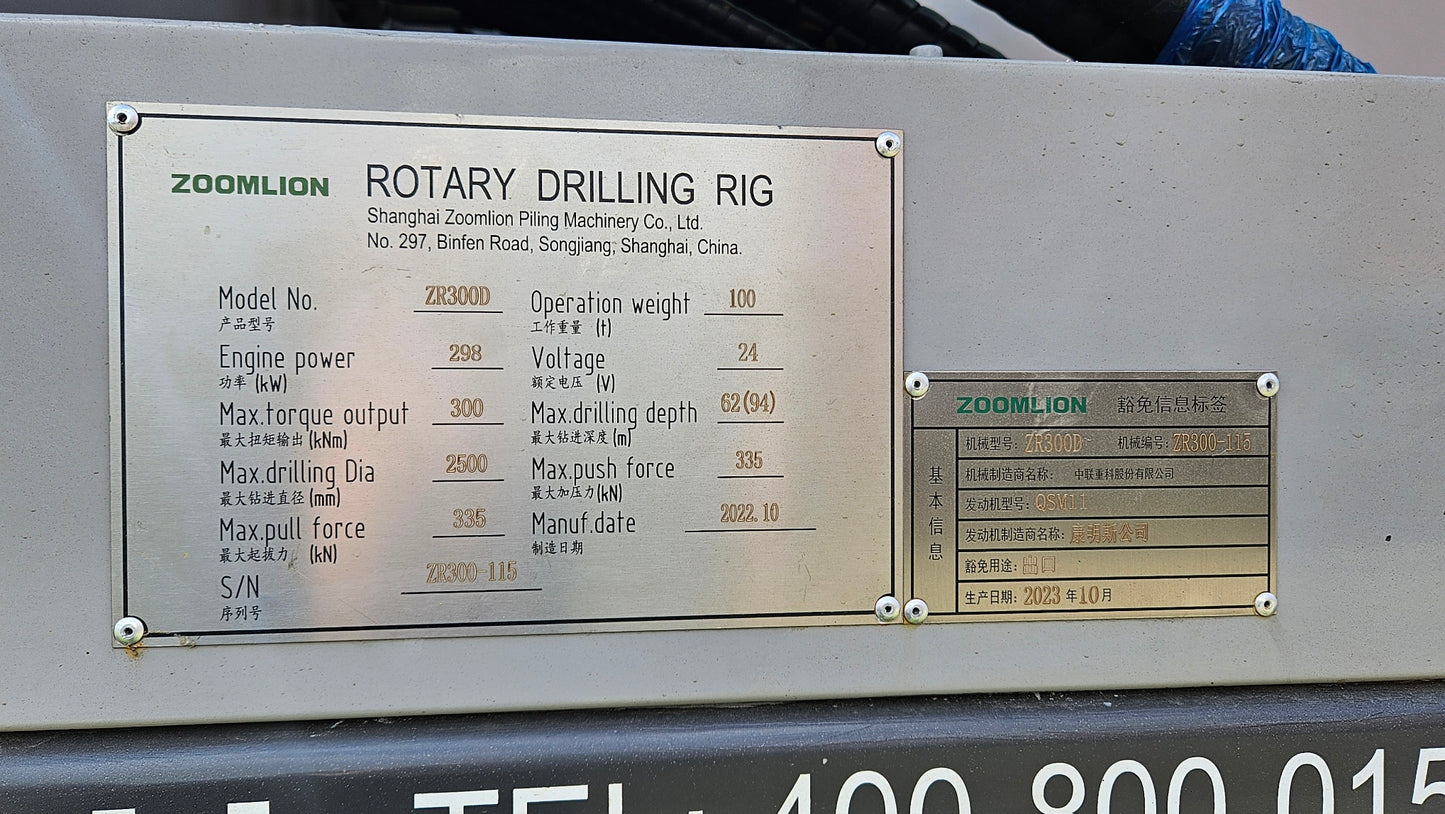 ZOOMLION ROTARY DRILLING RIG
Shanghai Zoomlion Piling Machinery Co., Ltd.
No. 297, Binfen Road, Songjiang, Shanghai, China.
Model No. ZR300D Operation weight 100
产品型号 工作重量 (t)
Engine power 298 Voltage 24
功率 (kW) 额定电压 (V)
Max.torque output 300 Max.drilling depth 62(94)
最大扭矩输出 (kNm) 最大钻进深度 (m)
Max.drilling Dia 2500 Max.push force 335
最大钻进直径 (mm) 最大加压力 (kN)
Max.pull force 335 Manuf.date 2022.10
最大起拔力 (kN) 制造日期
S/N ZR300-115
序列号
ZOOMLION 豁免信息标签
基本信息
机械型号: ZR300D 机械编号: ZR300-115
机械制造商名称: 中联重科股份有限公司
发动机型号: QSM11
发动机制造商名称: 康明斯公司
豁免用途: 出口
生产日期: 2023 年 10 月
TEL: 400-800-015